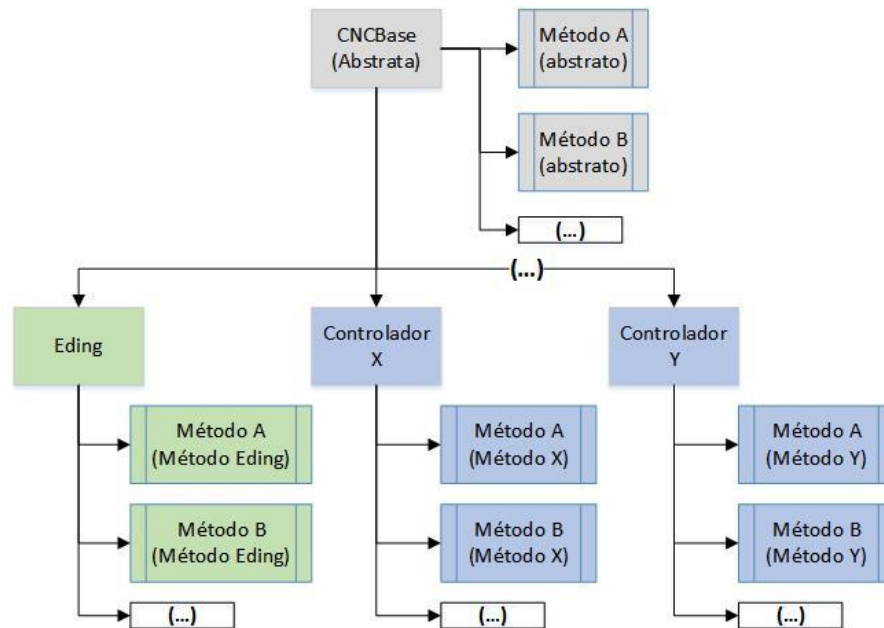 CNCBase
(Abstrata)
Método A
(abstrato)
Método B
(abstrato)
(...)
(...)
Eding
Controlador
X
Controlador
Y
Método A
(Método Eding)
Método A
(Método X)
Método A
(Método Y)
Método B
(Método Eding)
Método B
(Método X)
Método B
(Método Y)
(...)
(...)
(...)